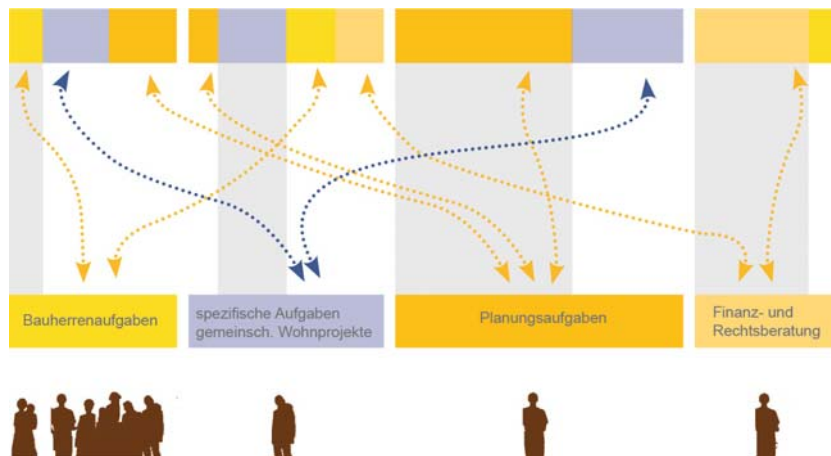 Bauherrenaufgaben
spezifische Aufgaben
gemeinsch. Wohnprojekte
Planungsaufgaben
Finanz- und
Rechtsberatung